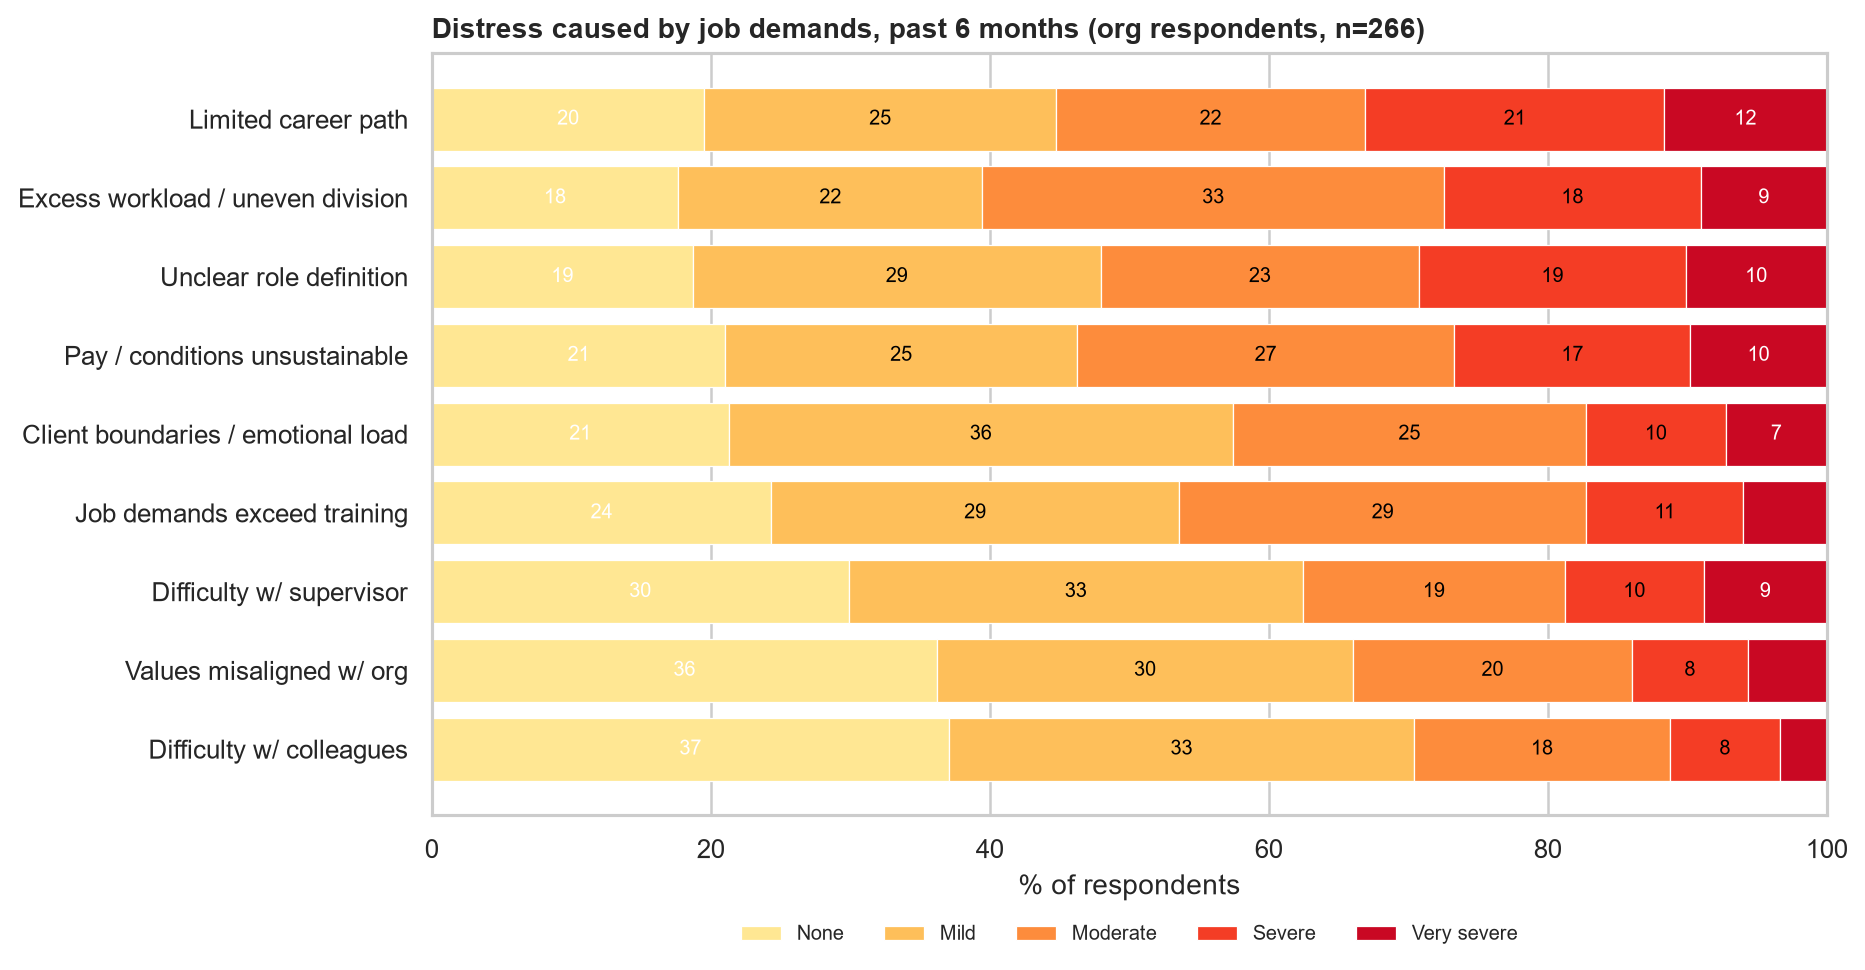 Distress caused by job demands, past 6 months (org respondents, n=266)
Limited career path 20 25 22 21 12
Excess workload / uneven division 18 22 33 18 9
Unclear role definition 19 29 23 19 10
Pay / conditions unsustainable 21 25 27 17 10
Client boundaries / emotional load 21 36 25 10 7
Job demands exceed training 24 29 29 11
Difficulty w/ supervisor 30 33 19 10 9
Values misaligned w/ org 36 30 20 8
Difficulty w/ colleagues 37 33 18 8
0 20 40 60 80 100
% of respondents
None Mild Moderate Severe Very severe